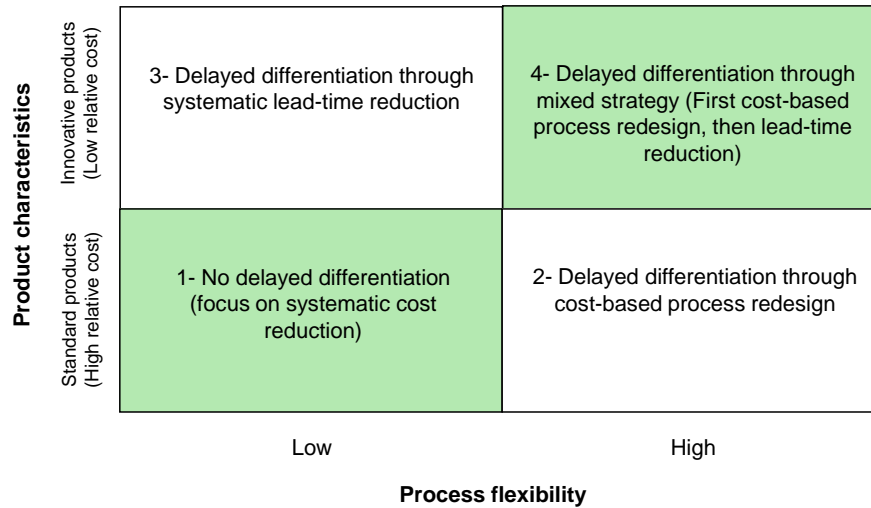 Product characteristics
Innovative products
(Low relative cost)
3- Delayed differentiation through
systematic lead-time reduction
4- Delayed differentiation through
mixed strategy (First cost-based
process redesign, then lead-time
reduction)
Standard products
(High relative cost)
1- No delayed differentiation
(focus on systematic cost
reduction)
2- Delayed differentiation through
cost-based process redesign
Low
High
Process flexibility